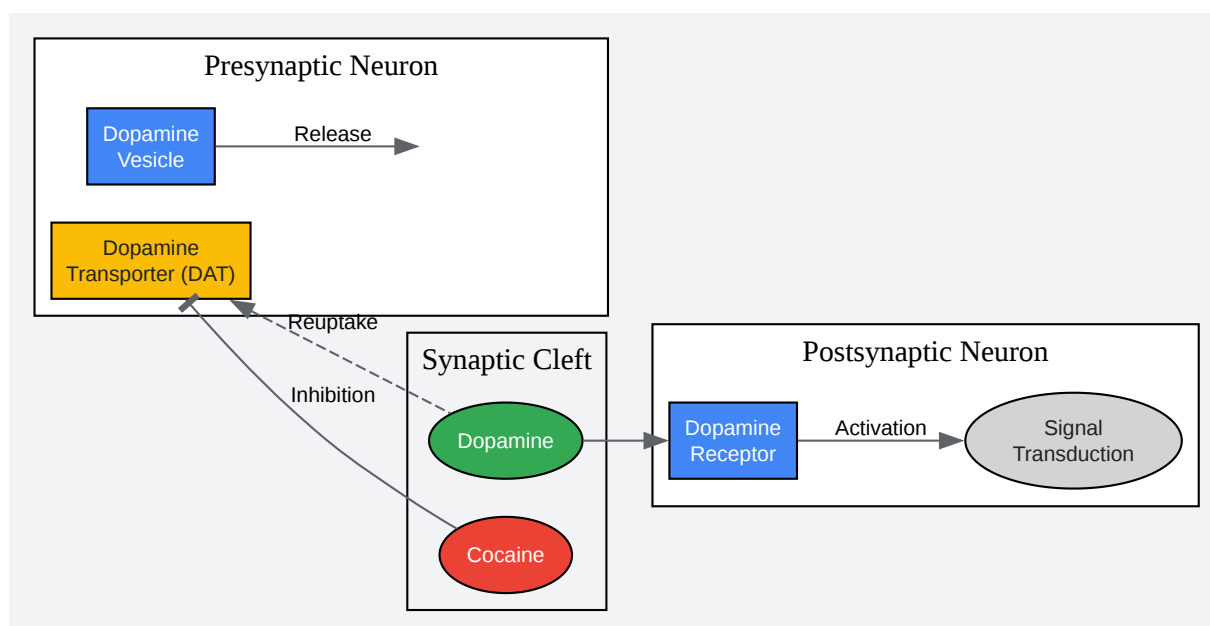 Presynaptic Neuron
Dopamine
Vesicle
Release
Dopamine
Transporter (DAT)
Reuptake
Inhibition
Synaptic Cleft
Dopamine
Cocaine
Postsynaptic Neuron
Dopamine
Receptor
Activation
Signal
Transduction